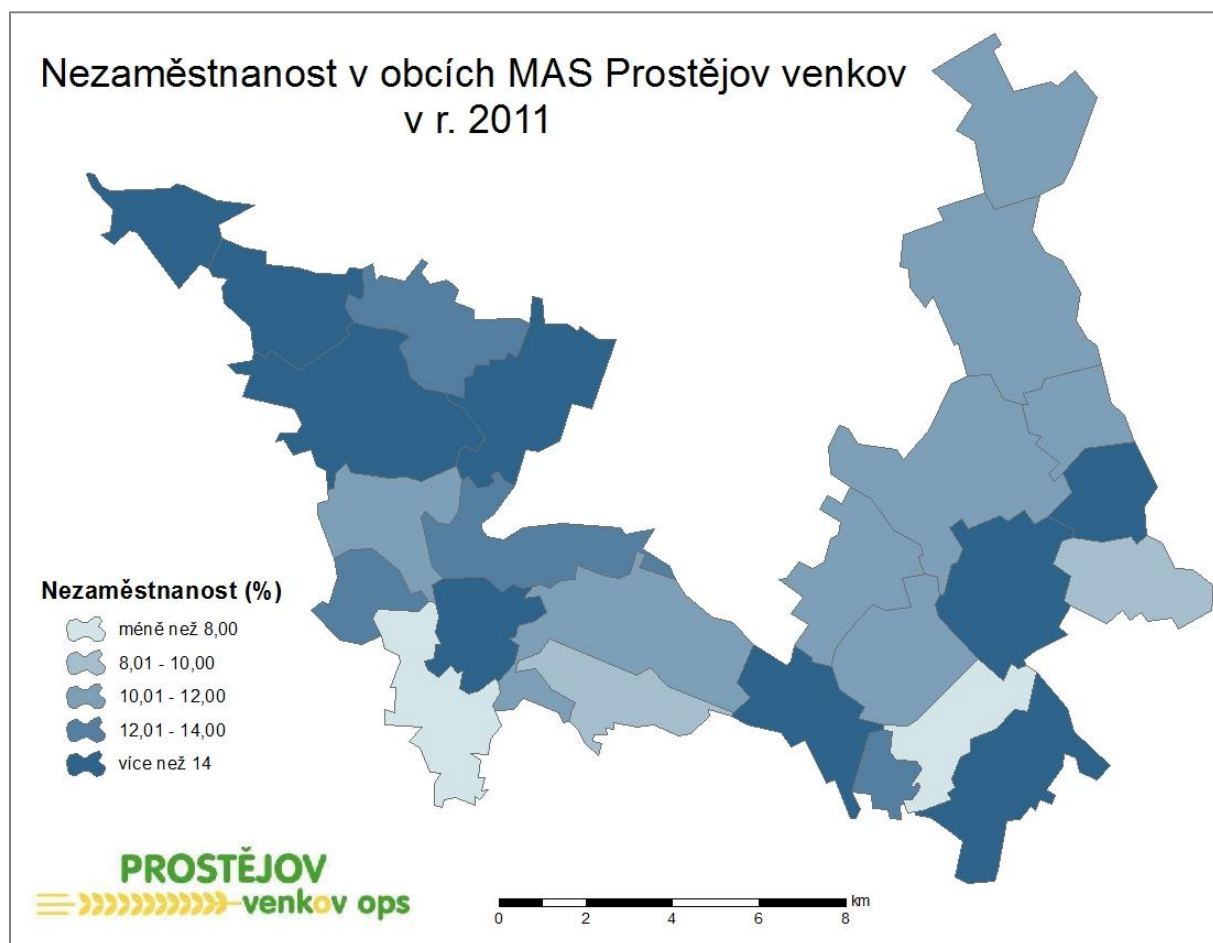 Nezaměstnanost v obcích MAS Prostějov venkov
v r. 2011
Nezaměstnanost (%)
méně než 8,00
8,01 - 10,00
10,01 - 12,00
12,01 - 14,00
více než 14
PROSTĚJOV
venkov ops
km
0 2 4 6 8